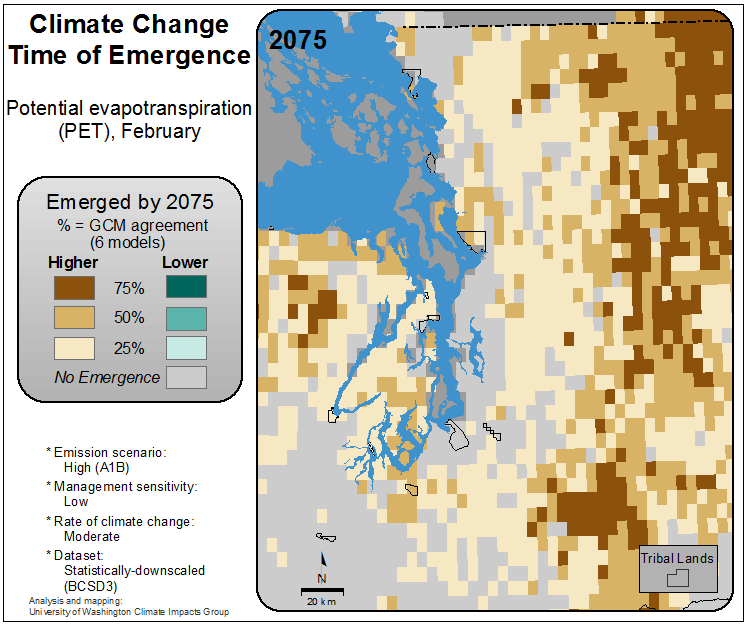 Climate Change
Time of Emergence
Potential evapotranspiration
(PET), February
Emerged by 2075
% = GCM agreement
(6 models)
Higher Lower
75%
50%
25%
No Emergence
* Emission scenario:
High (A1B)
* Management sensitivity:
Low
* Rate of climate change:
Moderate
* Dataset:
Statistically-downscaled
(BCSD3)
Analysis and mapping:
University of Washington Climate Impacts Group
2075
N
20 km
Tribal Lands